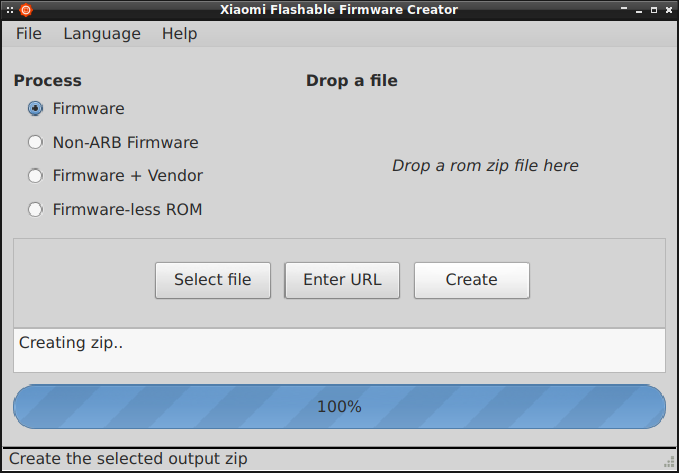 Xiaomi Flashable Firmware Creator
File Language Help
Process
Drop a file
Firmware
Non-ARB Firmware
Firmware + Vendor
Firmware-less ROM
Drop a rom zip file here
Select file
Enter URL
Create
Creating zip..
100%
Create the selected output zip